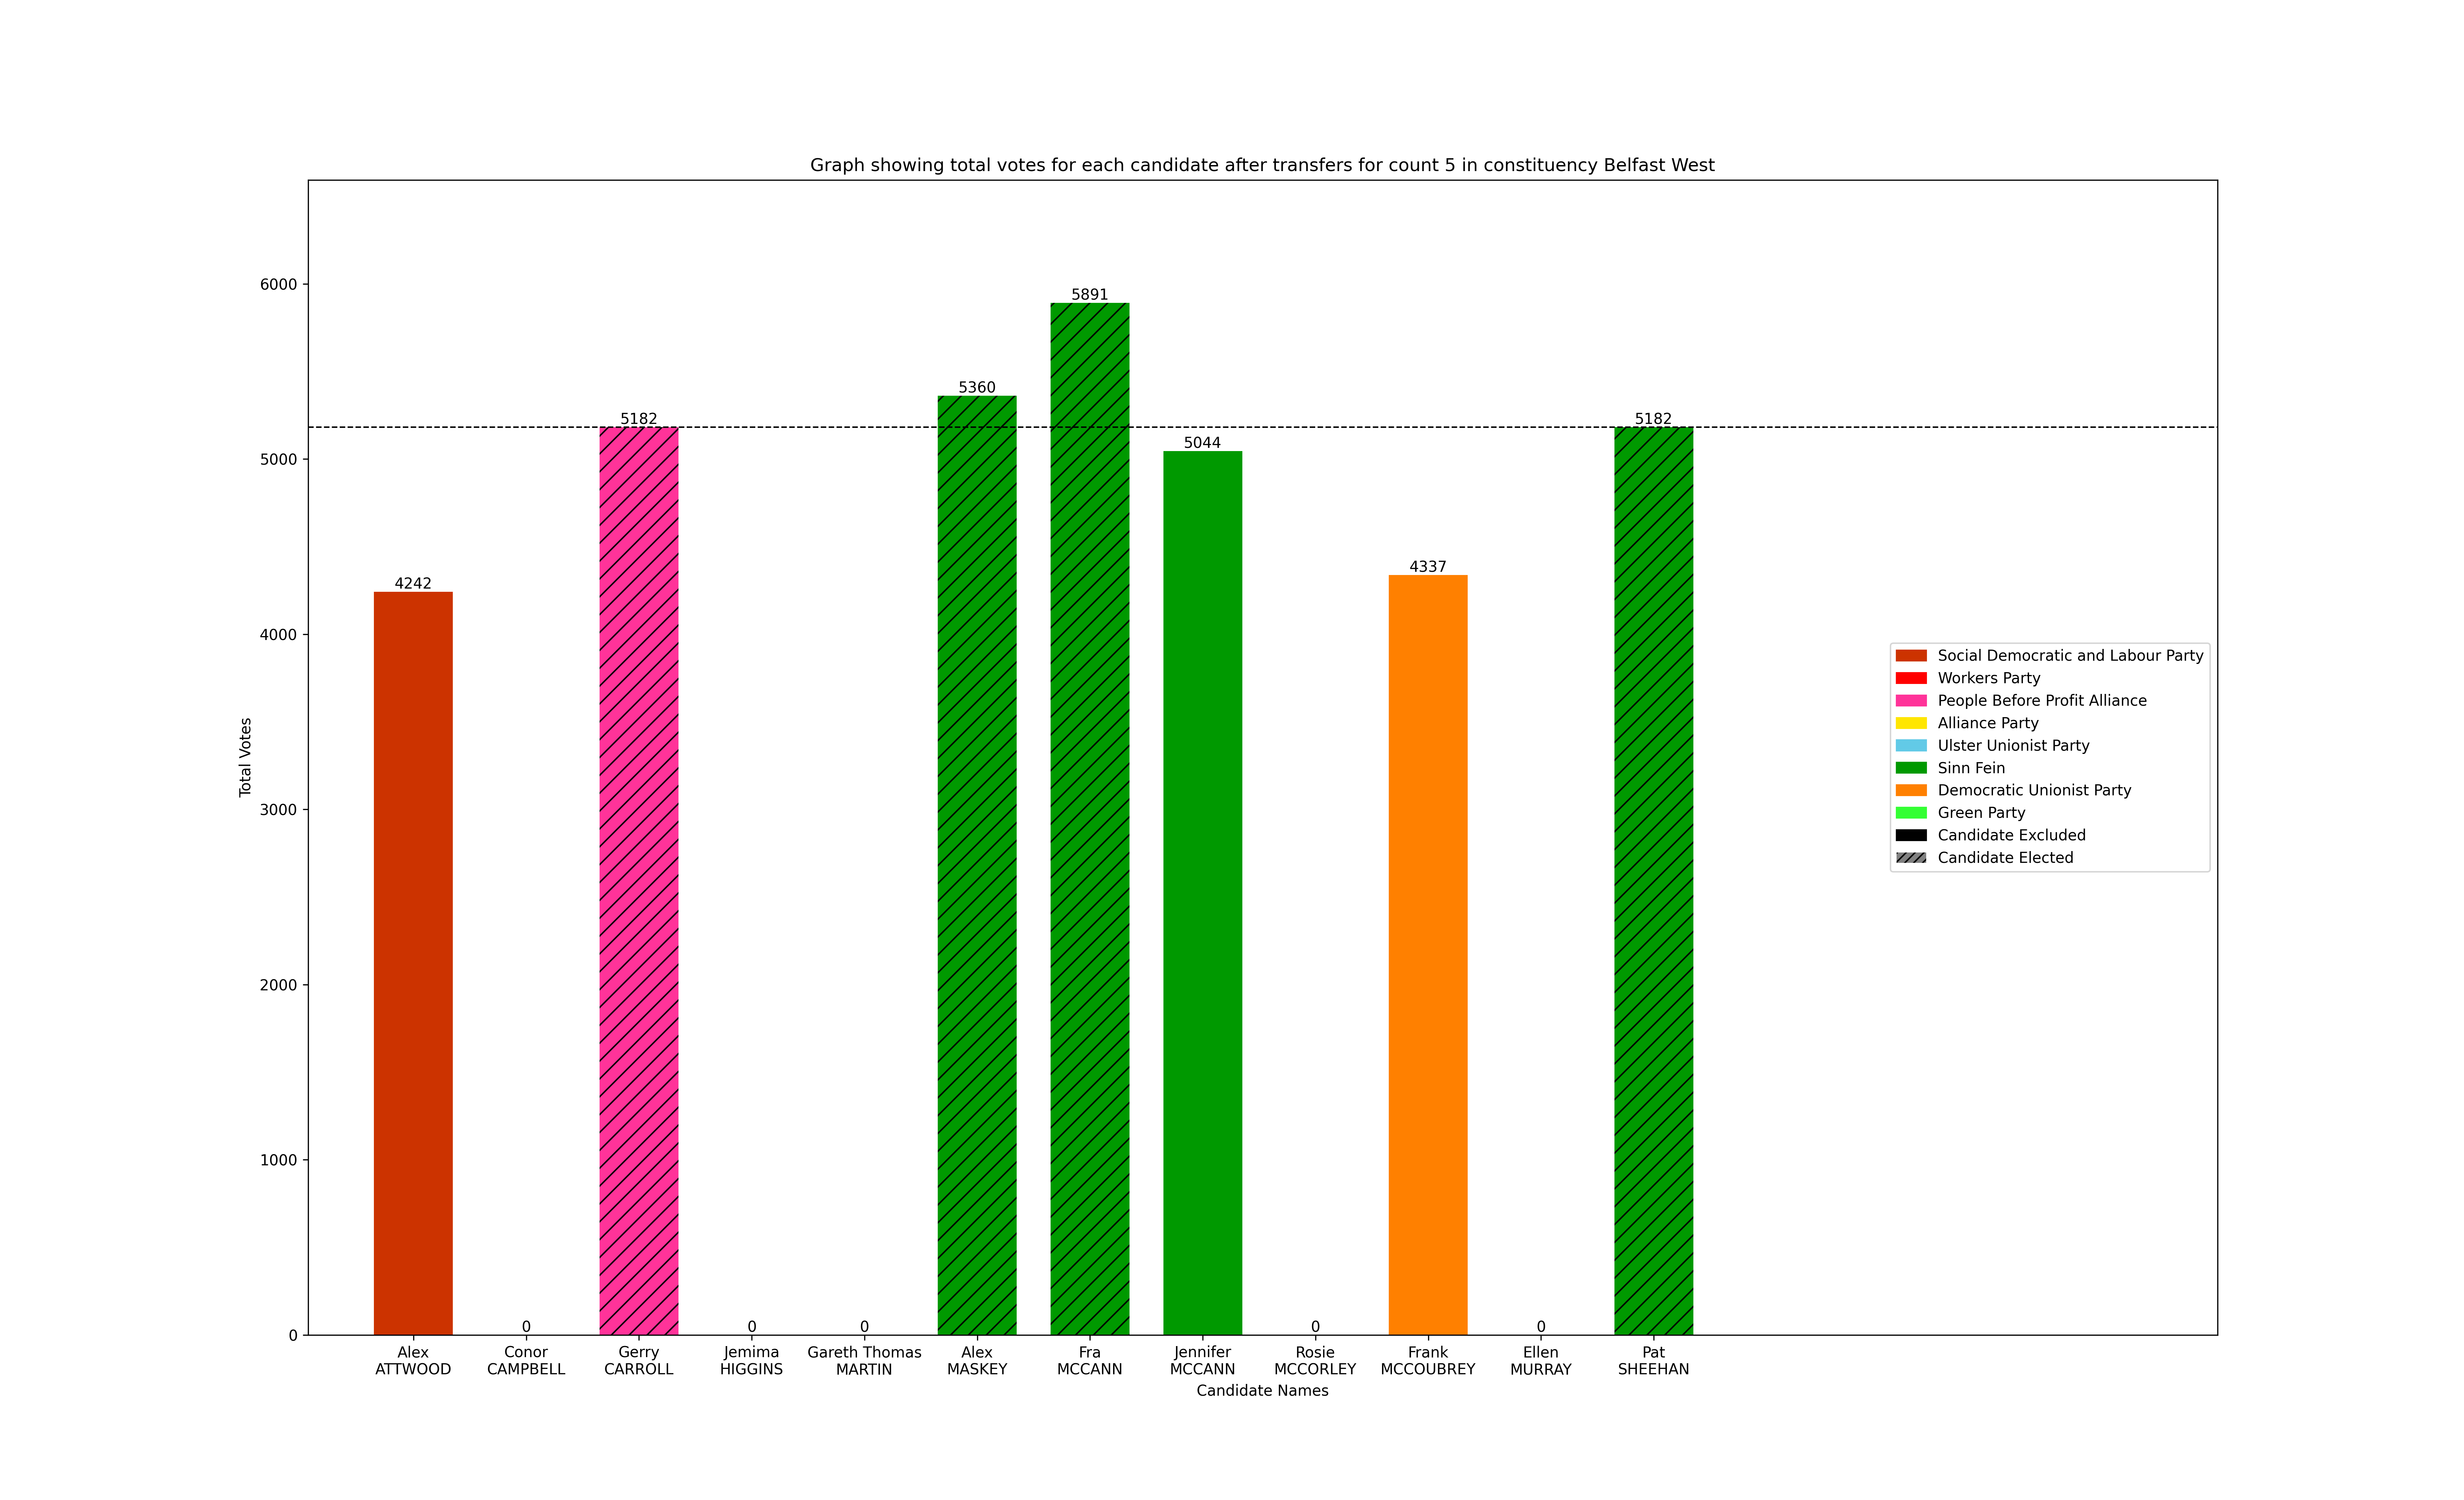 Graph showing total votes for each candidate after transfers for count 5 in constituency Belfast West
Total Votes
6000
5000
4000
3000
2000
1000
0
4242
0
5182
0
0
5360
5891
5044
0
4337
0
5182
Alex
ATTWOOD
Conor
CAMPBELL
Gerry
CARROLL
Jemima
HIGGINS
Gareth Thomas
MARTIN
Alex
MASKEY
Fra
MCCANN
Jennifer
MCCANN
Rosie
MCCORLEY
Frank
MCCOUBREY
Ellen
MURRAY
Pat
SHEEHAN
Candidate Names
Social Democratic and Labour Party
Workers Party
People Before Profit Alliance
Alliance Party
Ulster Unionist Party
Sinn Fein
Democratic Unionist Party
Green Party
Candidate Excluded
Candidate Elected